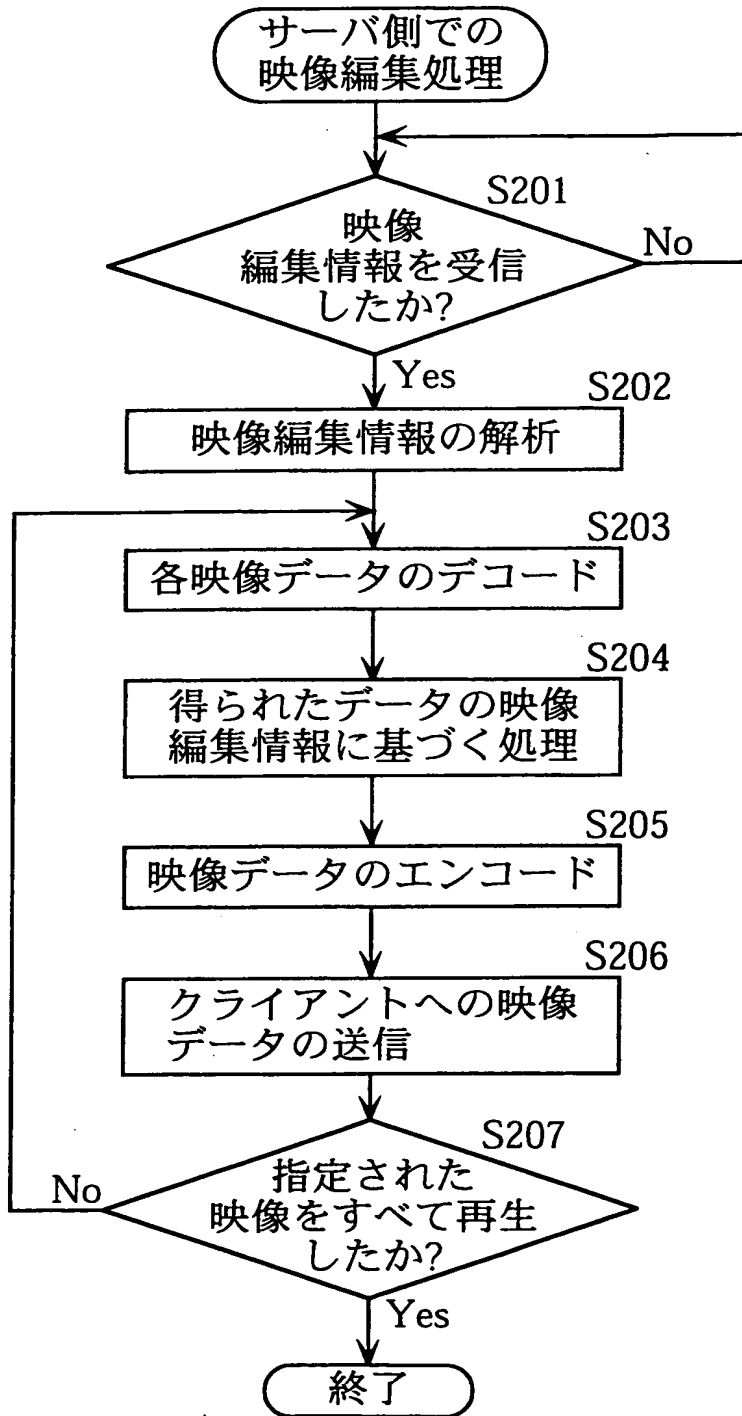 サーバ側での
映像編集処理
S201
映像
編集情報を受信
したか?
No
Yes
S202
映像編集情報の解析
S203
各映像データのデコード
S204
得られたデータの映像
編集情報に基づく処理
S205
映像データのエンコード
S206
クライアントへの映像
データの送信
S207
指定された
映像をすべて再生
したか?
No
Yes
終了